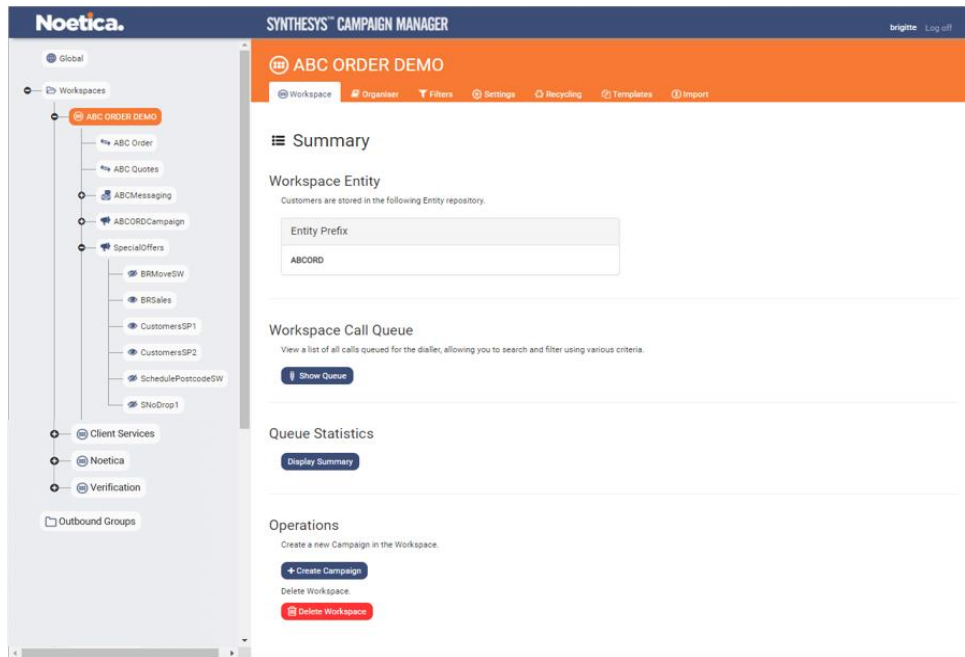 Noetica.
SYNTHESYS™ CAMPAIGN MANAGER
brigitte Log off
Global
Workspaces
ABC ORDER DEMO
ABC Order
ABC Quotes
ABCMessaging
ABCORDCampaign
SpecialOffers
BRMoveSW
BRSales
CustomersSP1
CustomersSP2
SchedulePostcodeSW
SNoDrop1
Client Services
Noetica
Verification
Outbound Groups
ABC ORDER DEMO
Workspace Organiser Filters Settings Recycling Templates Import
Summary
Workspace Entity
Customers are stored in the following Entity repository.
Entity Prefix
ABCORD
Workspace Call Queue
View a list of all calls queued for the dialler, allowing you to search and filter using various criteria.
Show Queue
Queue Statistics
Display Summary
Operations
Create a new Campaign in the Workspace.
+ Create Campaign
Delete Workspace.
Delete Workspace